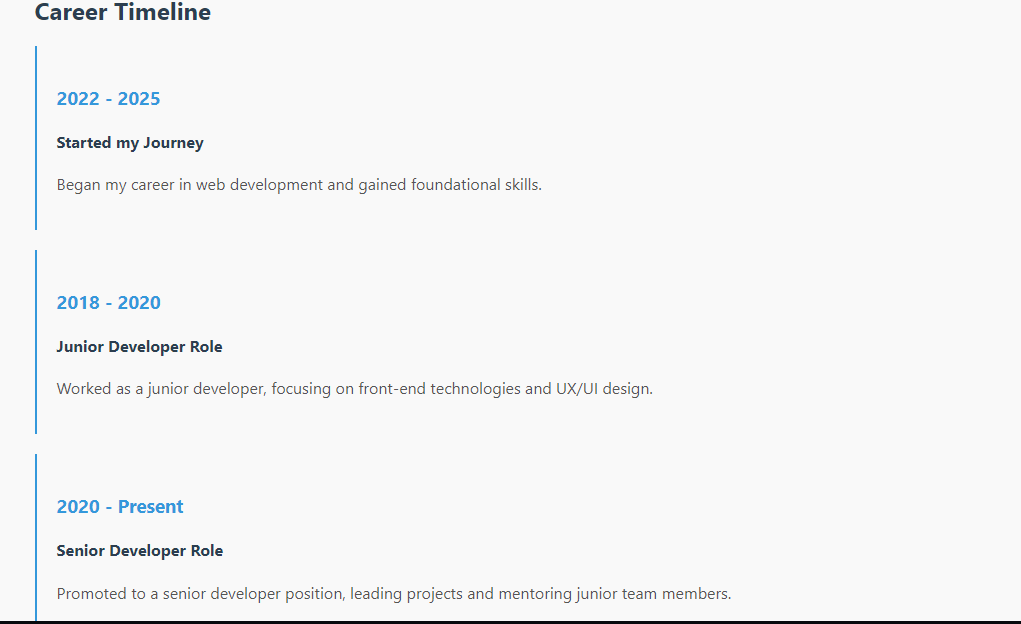 Career Timeline
2022 - 2025
Started my Journey
Began my career in web development and gained foundational skills.
2018 - 2020
Junior Developer Role
Worked as a junior developer, focusing on front-end technologies and UX/UI design.
2020 - Present
Senior Developer Role
Promoted to a senior developer position, leading projects and mentoring junior team members.